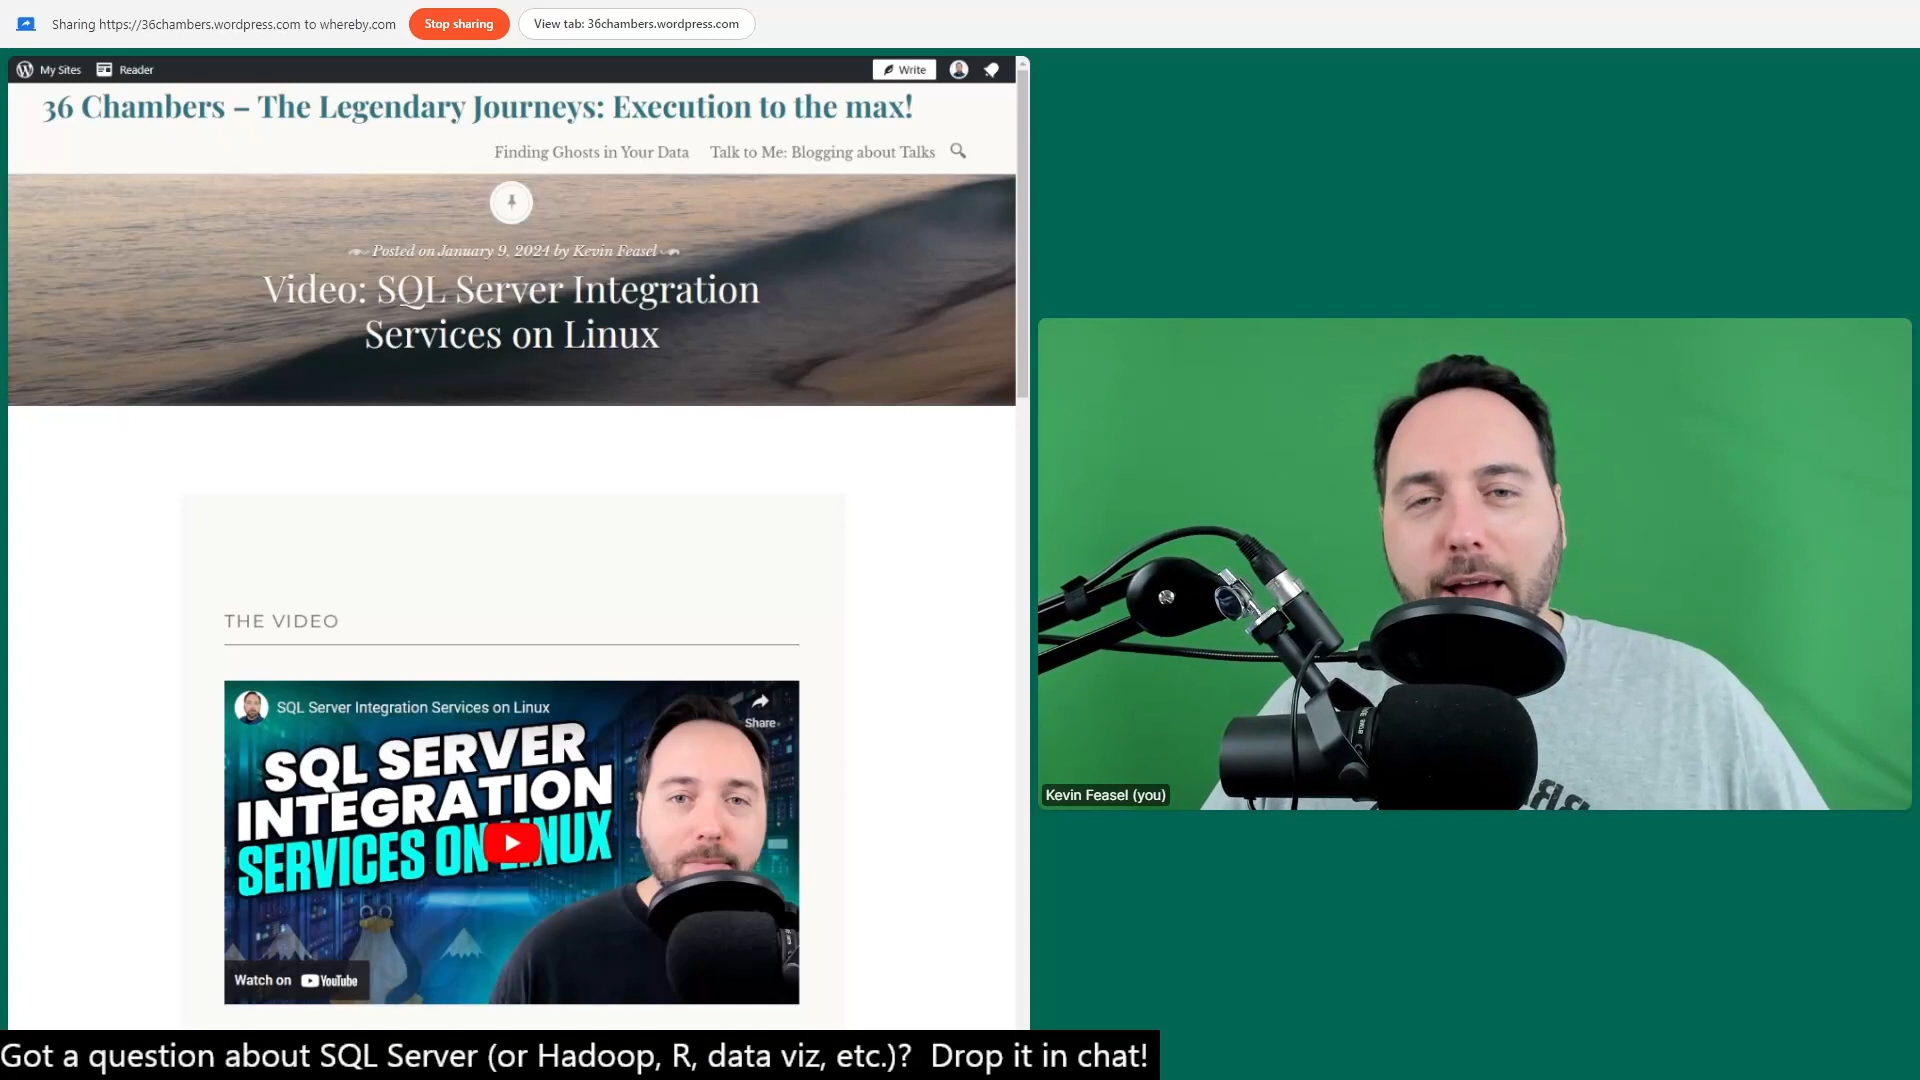 Sharing https://36chambers.wordpress.com to whereby.com Stop sharing View tab: 36chambers.wordpress.com
My Sites Reader Write
36 Chambers – The Legendary Journeys: Execution to the max!
Finding Ghosts in Your Data Talk to Me: Blogging about Talks
Posted on January 9, 2024 by Kevin Feasel
Video: SQL Server Integration
Services on Linux
THE VIDEO
SQL Server Integration Services on Linux
Share
SQL SERVER
INTEGRATION
SERVICES ON LINUX
Watch on YouTube
Kevin Feasel (you)
Got a question about SQL Server (or Hadoop, R, data viz, etc.)? Drop it in chat!